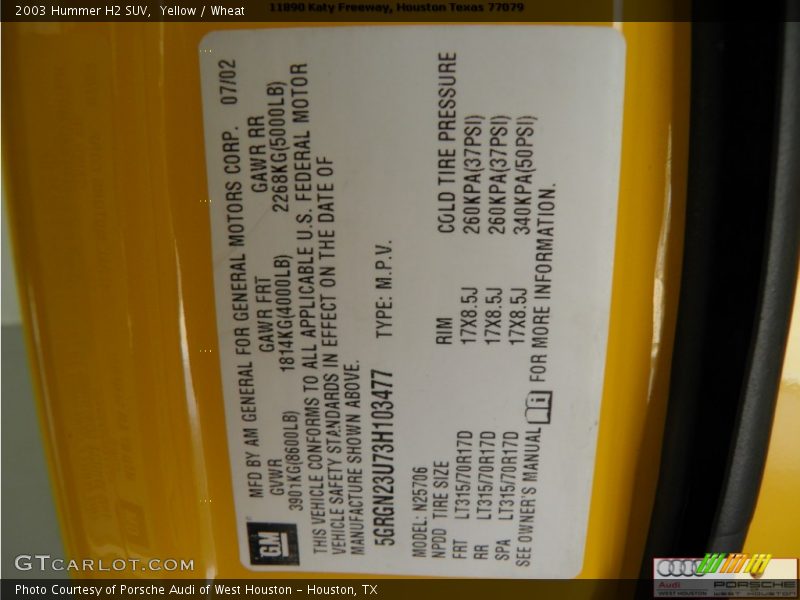 2003 Hummer H2 SUV,  Yellow / Wheat
11890 Katy Freeway, Houston Texas 77079
MFD BY AM GENERAL FOR GENERAL MOTORS CORP. 07/02
GVWR GAWR FRT GAWR RR
3901KG(8600LB) 1814KG(4000LB) 2268KG(5000LB)
THIS VEHICLE CONFORMS TO ALL APPLICABLE U.S. FEDERAL MOTOR
VEHICLE SAFETY STANDARDS IN EFFECT ON THE DATE OF
MANUFACTURE SHOWN ABOVE.
5GRGN23U73H103477 TYPE: M.P.V.
MODEL: N25706
NPDD TIRE SIZE RIM COLD TIRE PRESSURE
FRT LT315/70R17D 17X8.5J 260KPA(37PSI)
RR LT315/70R17D 17X8.5J 260KPA(37PSI)
SPA LT315/70R17D 17X8.5J 340KPA(50PSI)
SEE OWNER'S MANUAL FOR MORE INFORMATION.
GM
GTCARLOT.COM
Audi
WEST HOUSTON
PORSCHE
WEST HOUSTON
Photo Courtesy of Porsche Audi of West Houston - Houston, TX